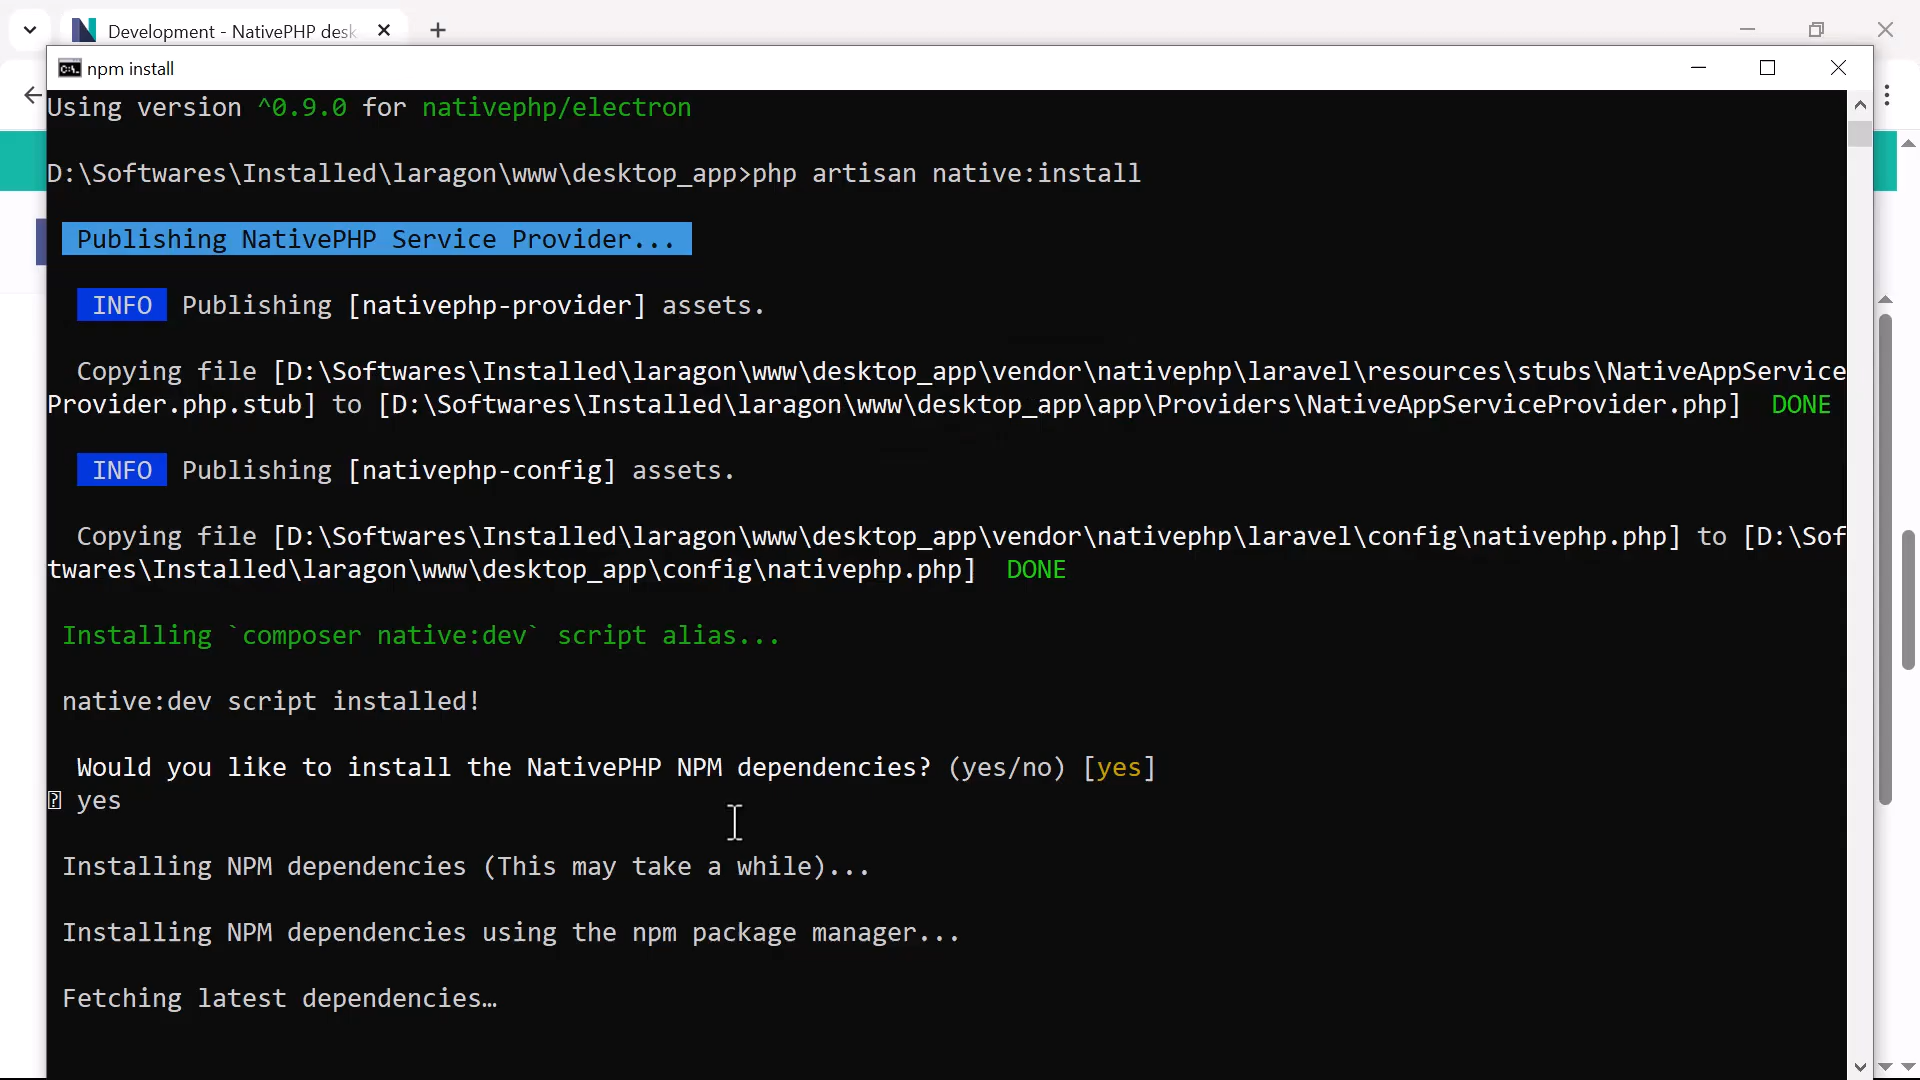 Development - NativePHP desk
npm install
Using version ^0.9.0 for nativephp/electron
D:\Softwares\Installed\laragon\www\desktop_app>php artisan native:install
Publishing NativePHP Service Provider...
INFO Publishing [nativephp-provider] assets.
Copying file [D:\Softwares\Installed\laragon\www\desktop_app\vendor\nativephp\laravel\resources\stubs\NativeAppService
Provider.php.stub] to [D:\Softwares\Installed\laragon\www\desktop_app\app\Providers\NativeAppServiceProvider.php] DONE
INFO Publishing [nativephp-config] assets.
Copying file [D:\Softwares\Installed\laragon\www\desktop_app\vendor\nativephp\laravel\config\nativephp.php] to [D:\Sof
twares\Installed\laragon\www\desktop_app\config\nativephp.php] DONE
Installing `composer native:dev` script alias...
native:dev script installed!
Would you like to install the NativePHP NPM dependencies? (yes/no) [yes]
yes
Installing NPM dependencies (This may take a while)...
Installing NPM dependencies using the npm package manager...
Fetching latest dependencies…